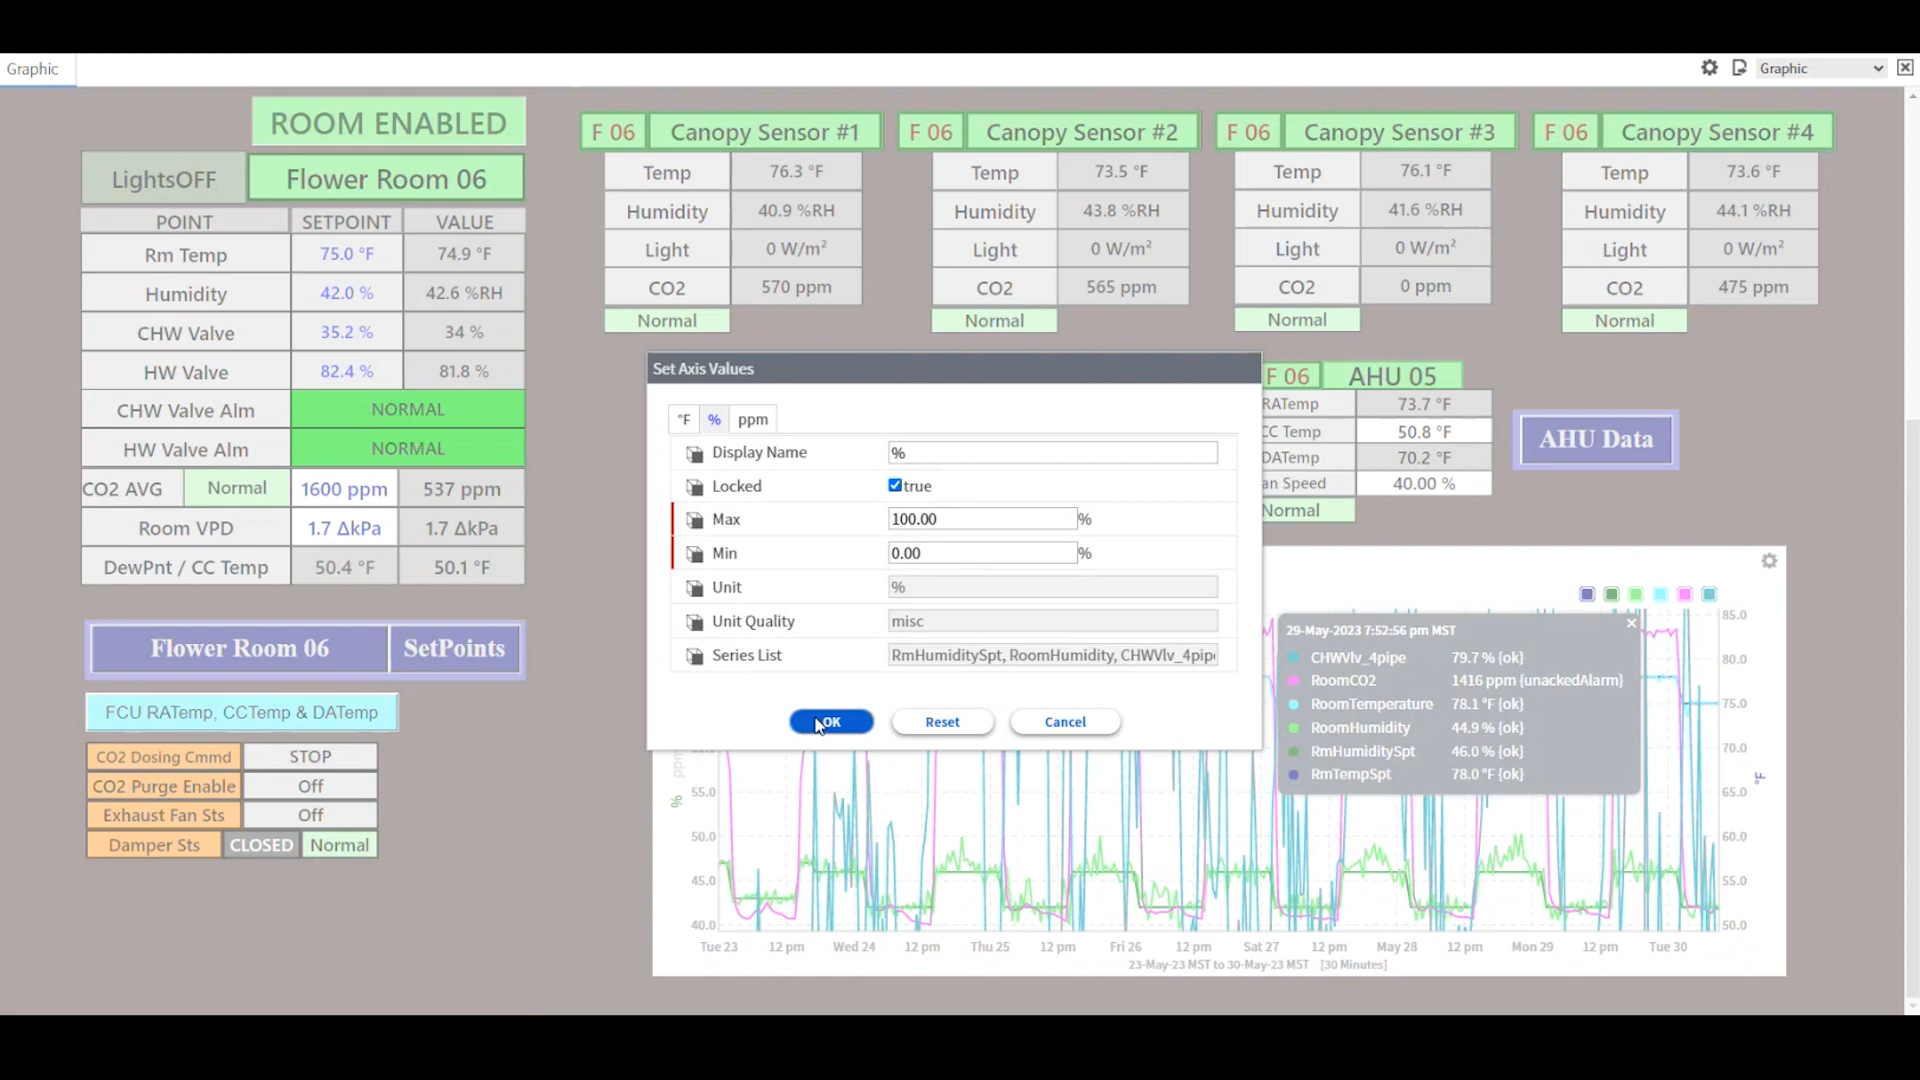 Graphic
Graphic
ROOM ENABLED
LightsOFF Flower Room 06
POINT SETPOINT VALUE
Rm Temp 75.0 °F 74.9 °F
Humidity 42.0 % 42.6 %RH
CHW Valve 35.2 % 34 %
HW Valve 82.4 % 81.8 %
CHW Valve Alm NORMAL
HW Valve Alm NORMAL
CO2 AVG Normal 1600 ppm 537 ppm
Room VPD 1.7 ΔkPa 1.7 ΔkPa
DewPnt / CC Temp 50.4 °F 50.1 °F
Flower Room 06 SetPoints
FCU RATemp, CCTemp & DATemp
CO2 Dosing Cmmd STOP
CO2 Purge Enable Off
Exhaust Fan Sts Off
Damper Sts CLOSED Normal
F 06 Canopy Sensor #1
Temp 76.3 °F
Humidity 40.9 %RH
Light 0 W/m²
CO2 570 ppm
Normal
F 06 Canopy Sensor #2
Temp 73.5 °F
Humidity 43.8 %RH
Light 0 W/m²
CO2 565 ppm
Normal
F 06 Canopy Sensor #3
Temp 76.1 °F
Humidity 41.6 %RH
Light 0 W/m²
CO2 0 ppm
Normal
F 06 Canopy Sensor #4
Temp 73.6 °F
Humidity 44.1 %RH
Light 0 W/m²
CO2 475 ppm
Normal
Set Axis Values
°F % ppm
Display Name %
Locked true
Max 100.00 %
Min 0.00 %
Unit %
Unit Quality misc
Series List RmHumiditySpt, RoomHumidity, CHWVlv_4pip
OK Reset Cancel
F 06 AHU 05
RATemp 73.7 °F
CC Temp 50.8 °F
DATemp 70.2 °F
an Speed 40.00 %
Normal
AHU Data
29-May-2023 7:52:56 pm MST
CHWVlv_4pipe 79.7 % {ok}
RoomCO2 1416 ppm {unackedAlarm}
RoomTemperature 78.1 °F {ok}
RoomHumidity 44.9 % {ok}
RmHumiditySpt 46.0 % {ok}
RmTempSpt 78.0 °F {ok}
85.0
80.0
75.0
70.0
65.0
60.0
55.0
50.0
°F
ppm
%
55.0
50.0
45.0
40.0
Tue 23 12 pm Wed 24 12 pm Thu 25 12 pm Fri 26 12 pm Sat 27 12 pm May 28 12 pm Mon 29 12 pm Tue 30
23-May-23 MST to 30-May-23 MST [30 Minutes]